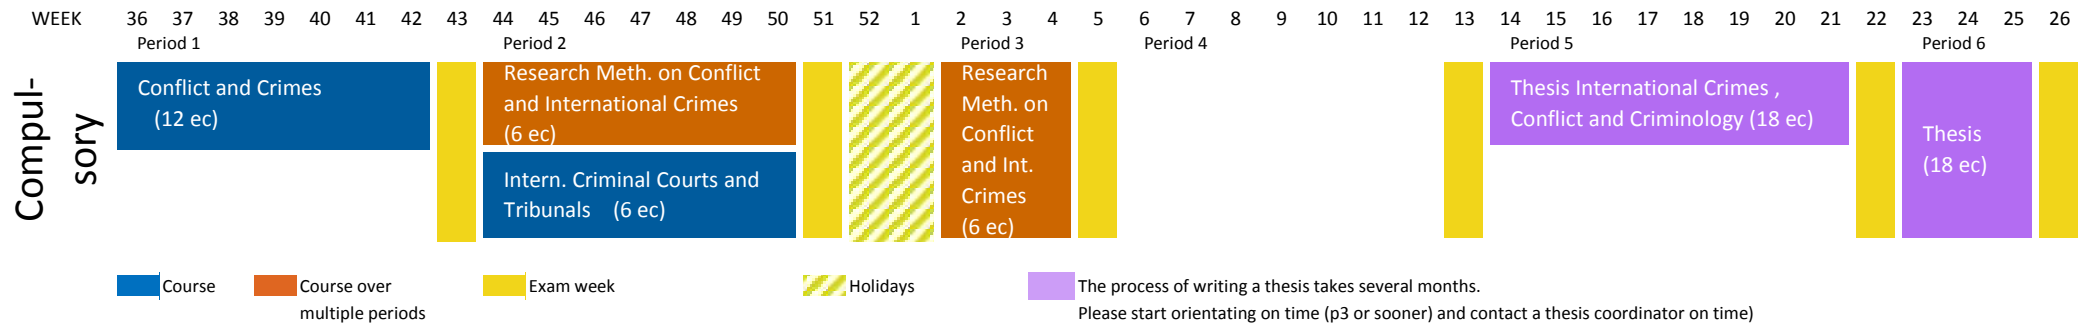 WEEK 36 37 38 39 40 41 42 43 44 45 46 47 48 49 50 51 52 1 2 3 4 5 6 7 8 9 10 11 12 13 14 15 16 17 18 19 20 21 22 23 24 25 26
Period 1 Period 2 Period 3 Period 4 Period 5 Period 6
Compul-
sory
Conflict and Crimes
(12 ec)
Research Meth. on Conflict
and International Crimes
(6 ec)
Intern. Criminal Courts and
Tribunals (6 ec)
Research
Meth. on
Conflict
and Int.
Crimes
(6 ec)
Thesis International Crimes ,
Conflict and Criminology (18 ec)
Thesis
(18 ec)
Course
Course over
multiple periods
Exam week
Holidays
The process of writing a thesis takes several months.
Please start orientating on time (p3 or sooner) and contact a thesis coordinator on time)